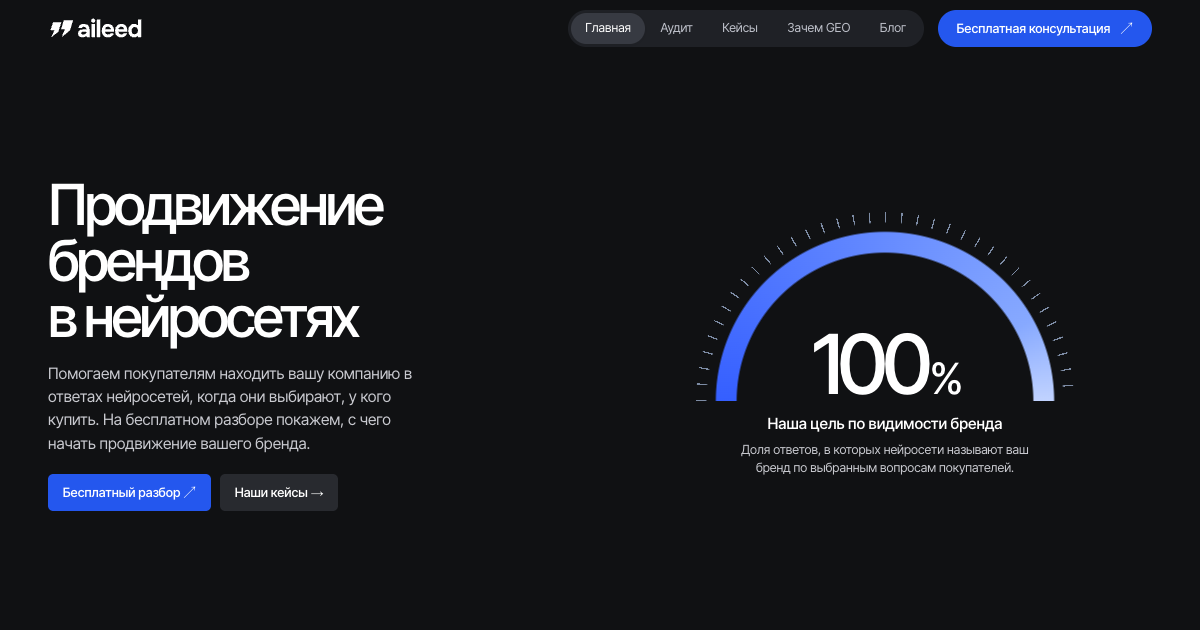 aileed
Главная
Аудит
Кейсы
Зачем GEO
Блог
Бесплатная консультация
Продвижение
брендов
в нейросетях
Помогаем покупателям находить вашу компанию в
ответах нейросетей, когда они выбирают, у кого
купить. На бесплатном разборе покажем, с чего
начать продвижение вашего бренда.
Бесплатный разбор ↗
Наши кейсы →
100%
Наша цель по видимости бренда
Доля ответов, в которых нейросети называют ваш
бренд по выбранным вопросам покупателей.